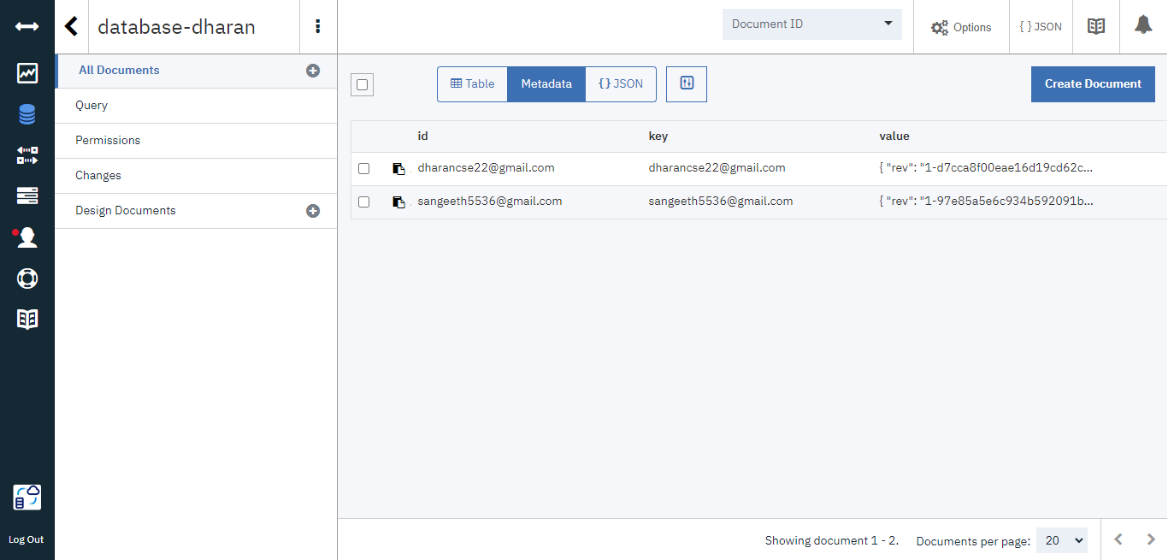 database-dharan
Document ID
Options
{ } JSON
All Documents
Query
Permissions
Changes
Design Documents
Table
Metadata
{ } JSON
Create Document
id key value
dharancse22@gmail.com dharancse22@gmail.com { "rev": "1-d7cca8f00eae16d19cd62c...
sangeeth5536@gmail.com sangeeth5536@gmail.com { "rev": "1-97e85a5e6c934b592091b...
Log Out
Showing document 1 - 2. Documents per page: 20